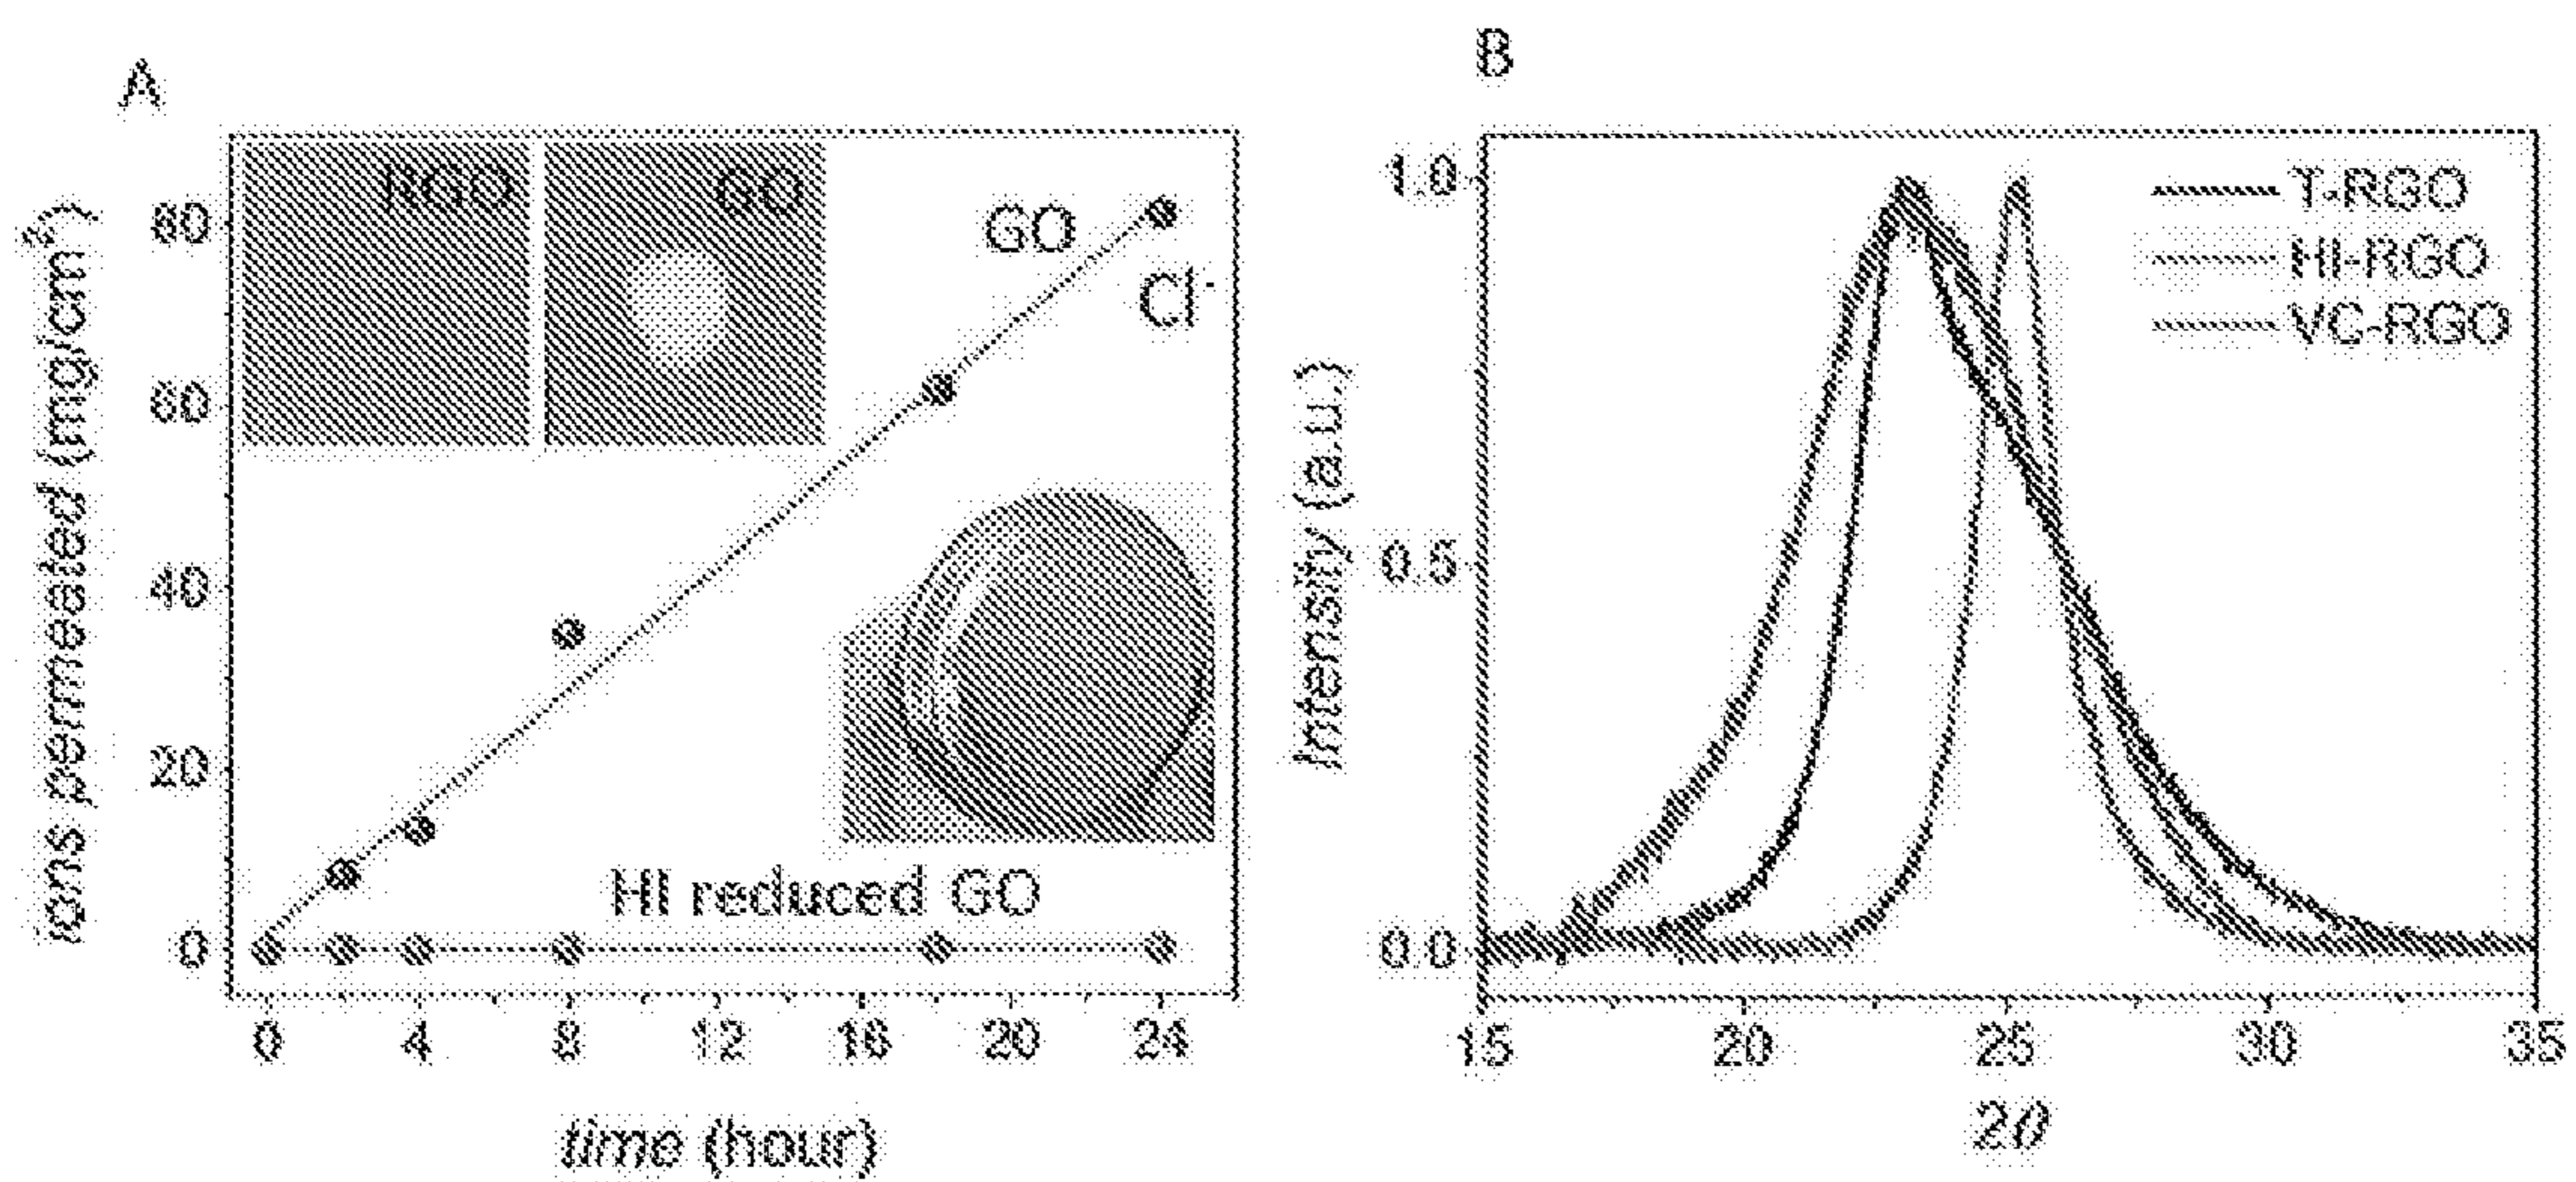 A
ions permeated (mg/cm²)
80
60
40
20
0
RGO
GO
GO
Cl⁻
HI reduced GO
0 4 8 12 16 20 24
time (hour)
B
Intensity (a.u.)
1.0
0.5
0.0
T-RGO
HI-RGO
VC-RGO
15 20 25 30 35
2θ